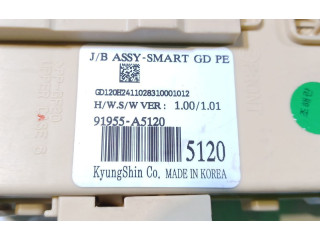 J/B ASSY-SMART GD PE
GD120E2411028310001012
H/W.S/W VER : 1.00/1.01
91955-A5120
5120
KyungShin Co. MADE IN KOREA